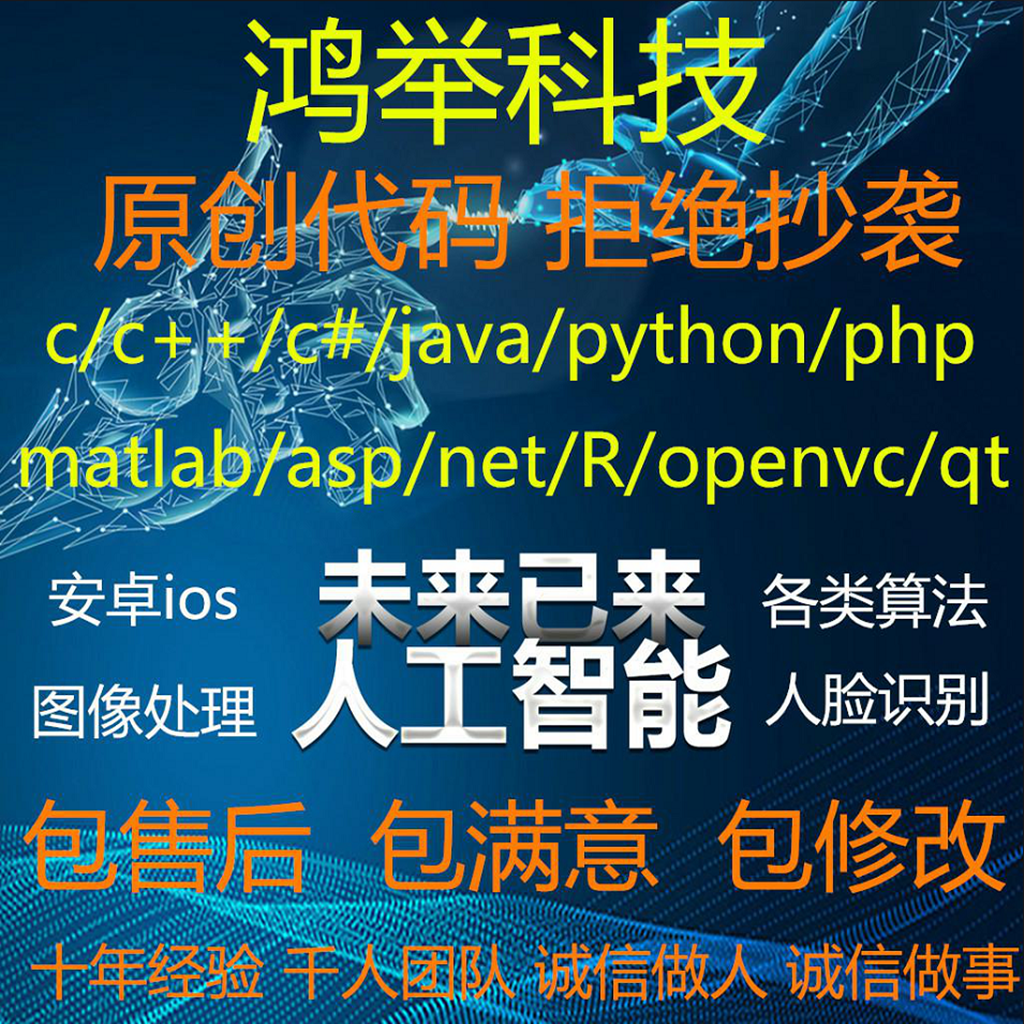 鸿举科技
原创代码 拒绝抄袭
c/c++/c#/java/python/php
matlab/asp/net/R/openvc/qt
安卓ios
未来已来
各类算法
图像处理
人工智能
人脸识别
包售后 包满意 包修改
十年经验 千人团队 诚信做人 诚信做事